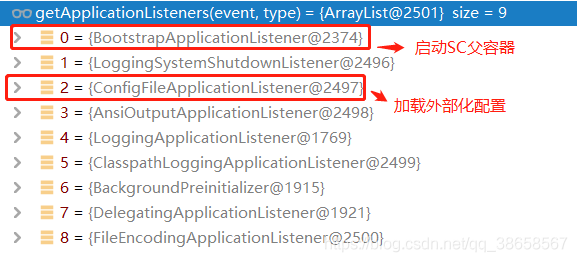 getApplicationListeners(event, type) = {ArrayList@2501} size = 9
0 = {BootstrapApplicationListener@2374} 启动SC父容器
1 = {LoggingSystemShutdownListener@2496}
2 = {ConfigFileApplicationListener@2497}
加载外部化配置
3 = {AnsiOutputApplicationListener@2498}
4 = {LoggingApplicationListener@1769}
5 = {ClasspathLoggingApplicationListener@2499}
6 = {BackgroundPreinitializer@1915}
7 = {DelegatingApplicationListener@1921}
8 = {FileEncodingApplicationListener@2500}
https://blog.csdn.net/qq_38658567